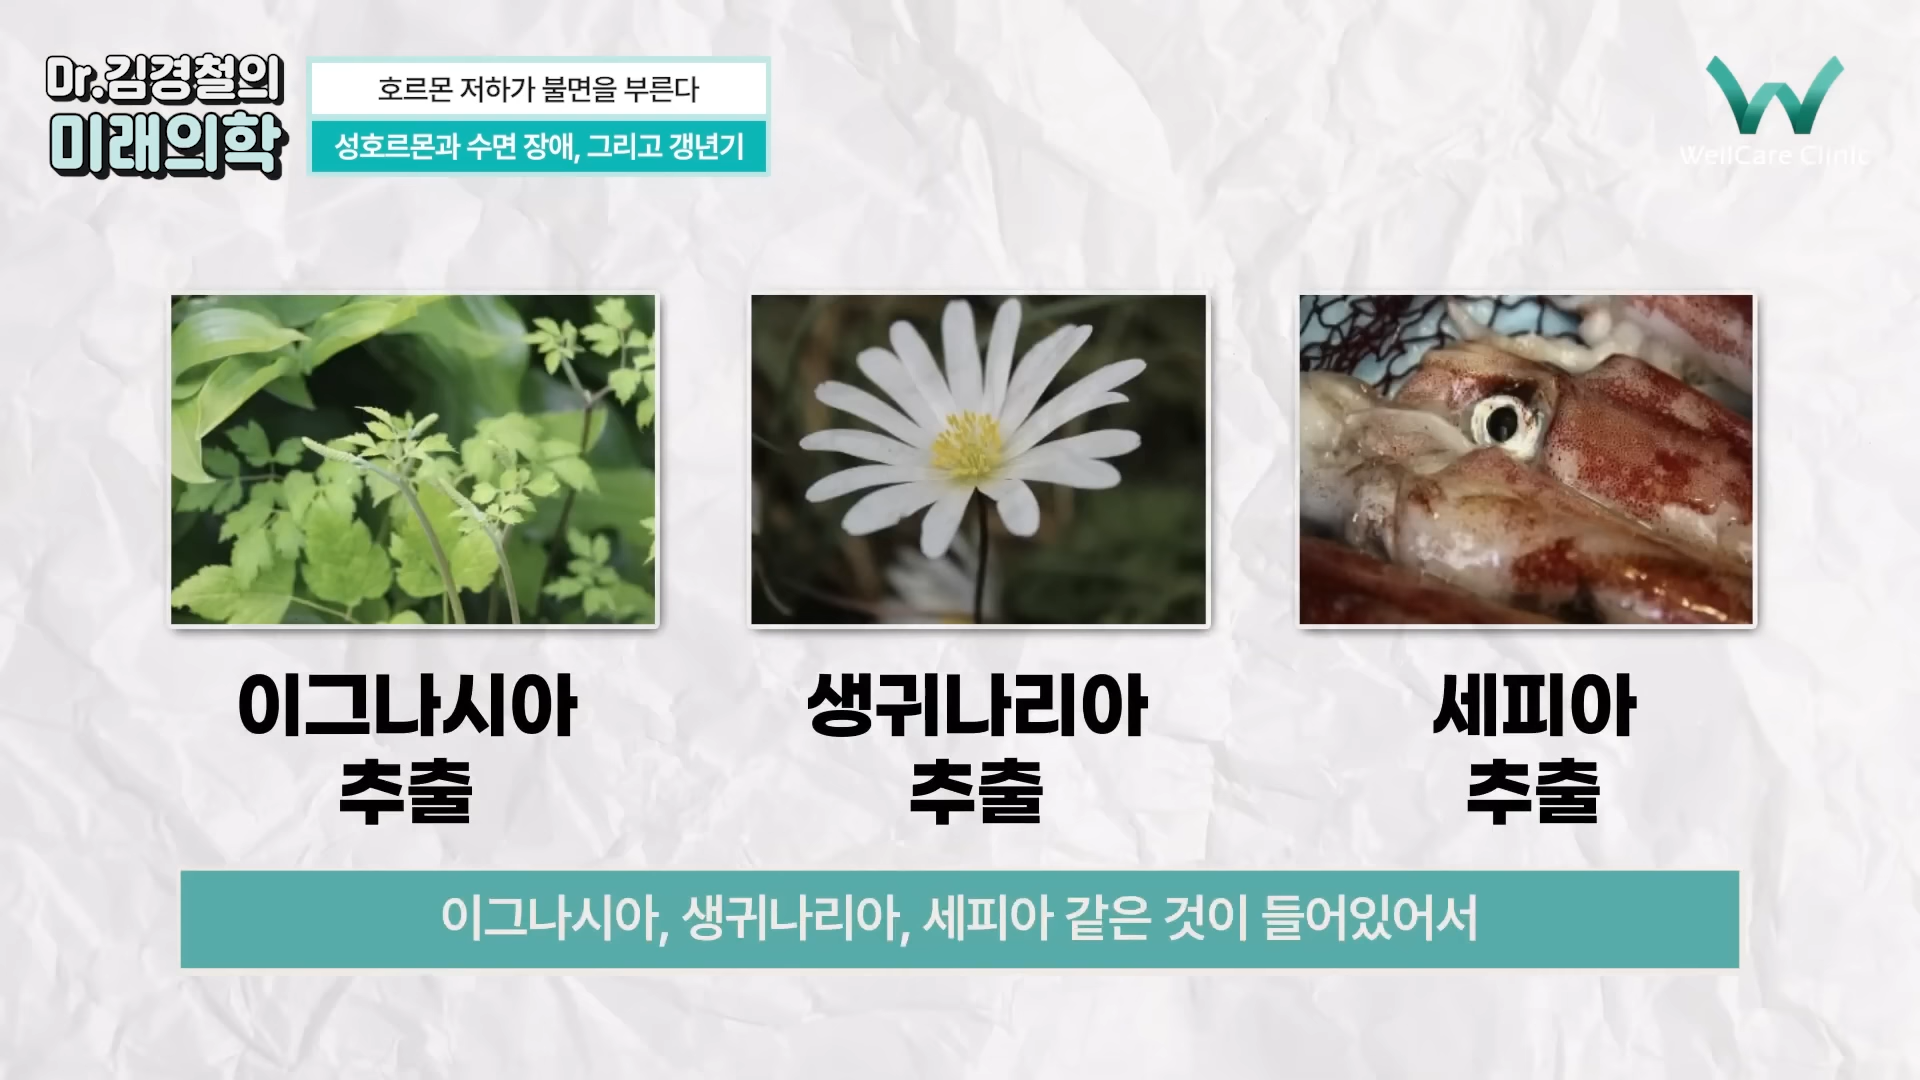 Dr.김경철의
미래의학
호르몬 저하가 불면을 부른다
성호르몬과 수면 장애, 그리고 갱년기
WellCare Clinic
이그나시아
추출
생귀나리아
추출
세피아
추출
이그나시아, 생귀나리아, 세피아 같은 것이 들어있어서